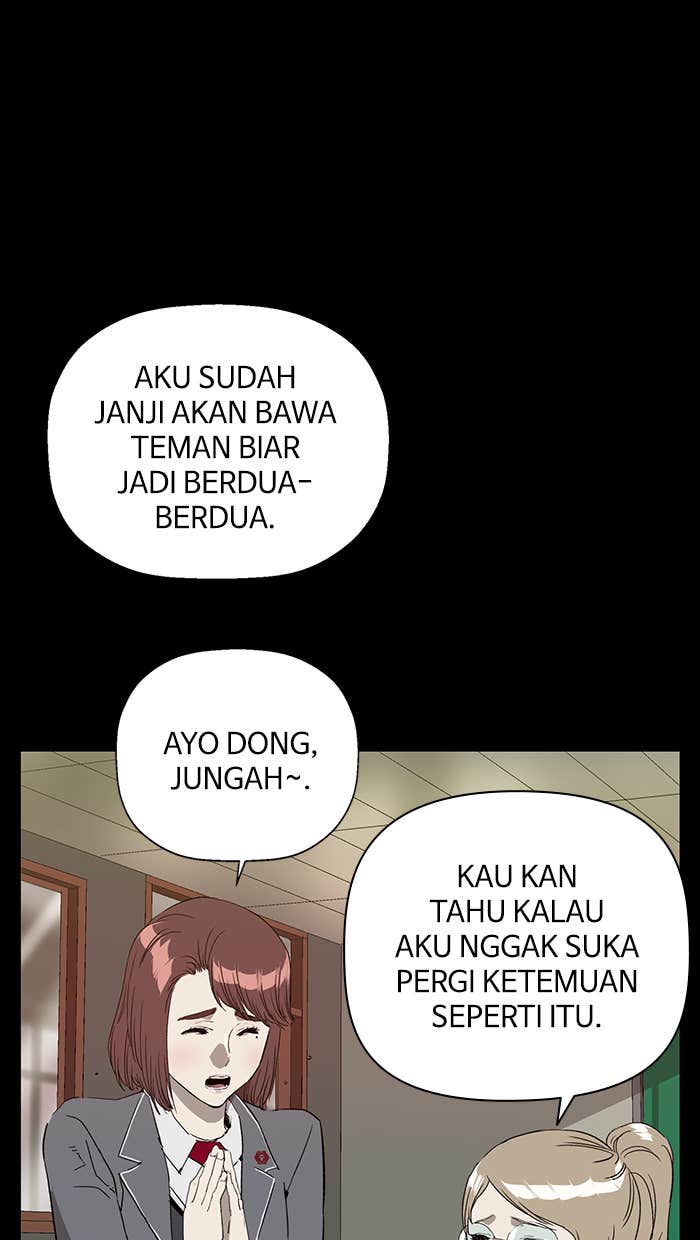 AKU SUDAH
JANJI AKAN BAWA
TEMAN BIAR
JADI BERDUA-
BERDUA.
AYO DONG,
JUNGAH~.
KAU KAN
TAHU KALAU
AKU NGGAK SUKA
PERGI KETEMUAN
SEPERTI ITU.